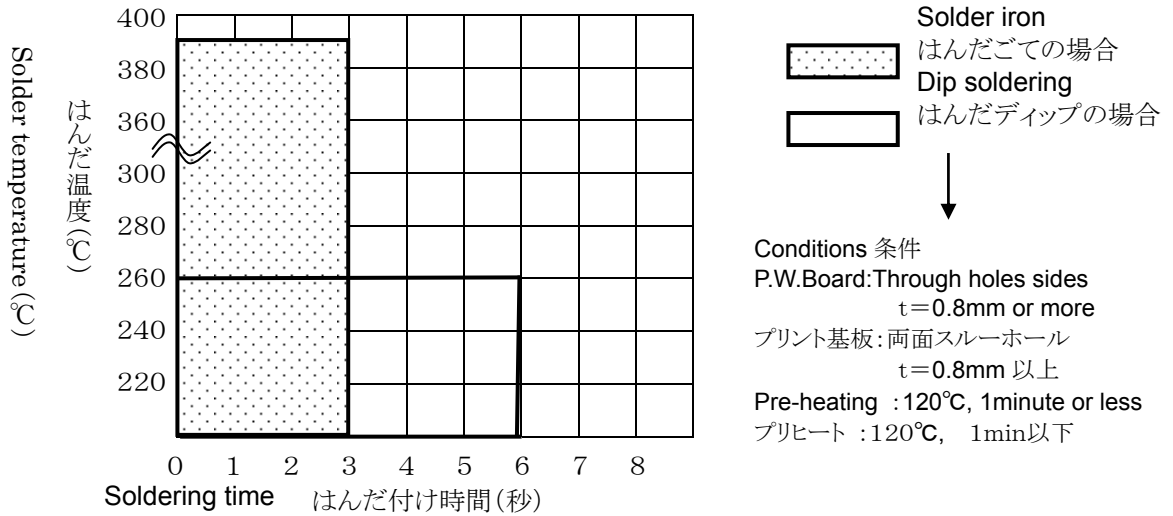 Solder temperature(℃)
はんだ温度(℃)
400
380
360
300
280
260
240
220
0 1 2 3 4 5 6 7 8
Soldering time はんだ付け時間(秒)
Solder iron
はんだごての場合
Dip soldering
はんだディップの場合
Conditions 条件
P.W.Board:Through holes sides
t=0.8mm or more
プリント基板:両面スルーホール
t=0.8mm 以上
Pre-heating :120℃, 1minute or less
プリヒート :120℃, 1min以下